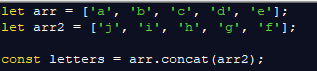 let arr = ['a', 'b', 'c', 'd', 'e'];
let arr2 = ['j', 'i', 'h', 'g', 'f'];
const letters = arr.concat(arr2);